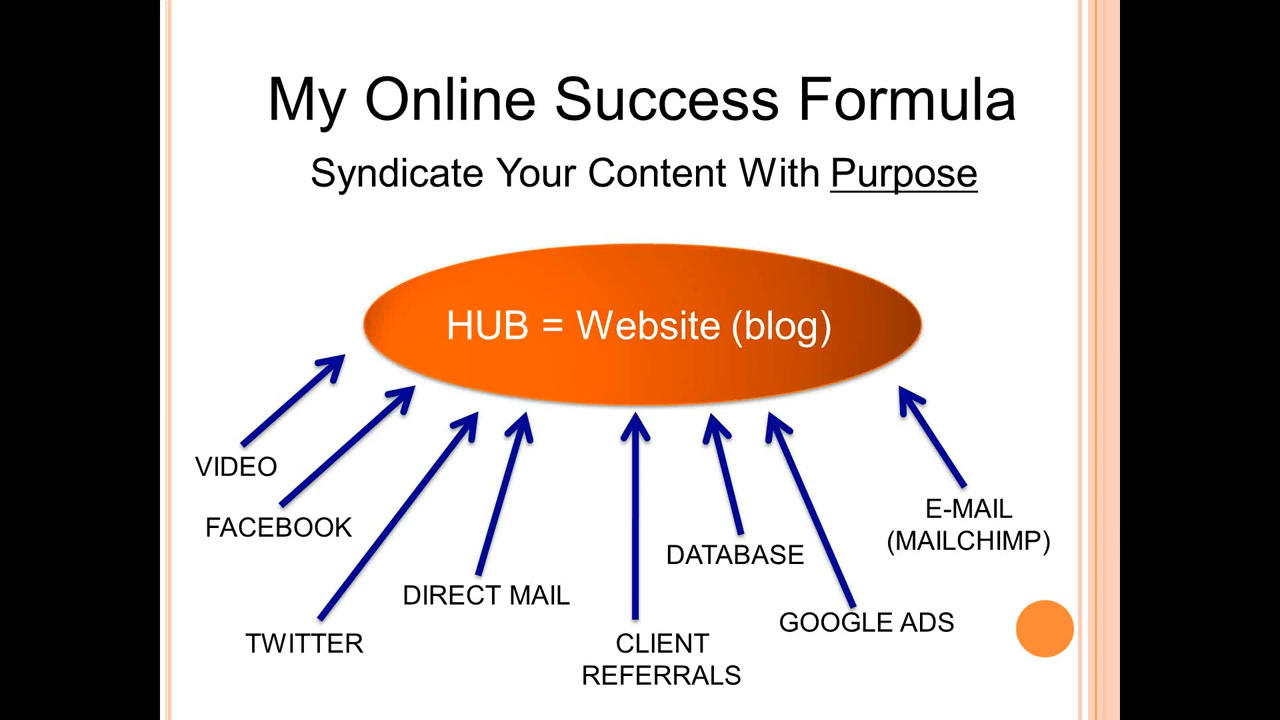 My Online Success Formula
Syndicate Your Content With Purpose
HUB = Website (blog)
VIDEO
FACEBOOK
TWITTER
DIRECT MAIL
CLIENT
REFERRALS
DATABASE
GOOGLE ADS
E-MAIL
(MAILCHIMP)